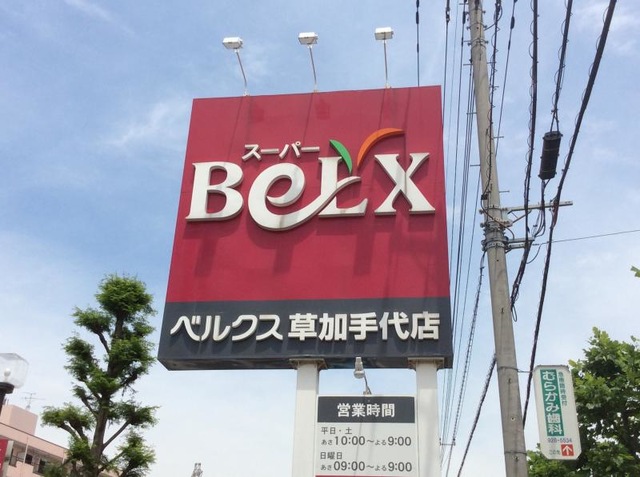 スーパー
BeLX
ベルクス 草加手代店
営業時間
平日・土
あさ10:00〜よる9:00
日曜日
あさ09:00〜よる9:00
むらかみ歯科
928-5534